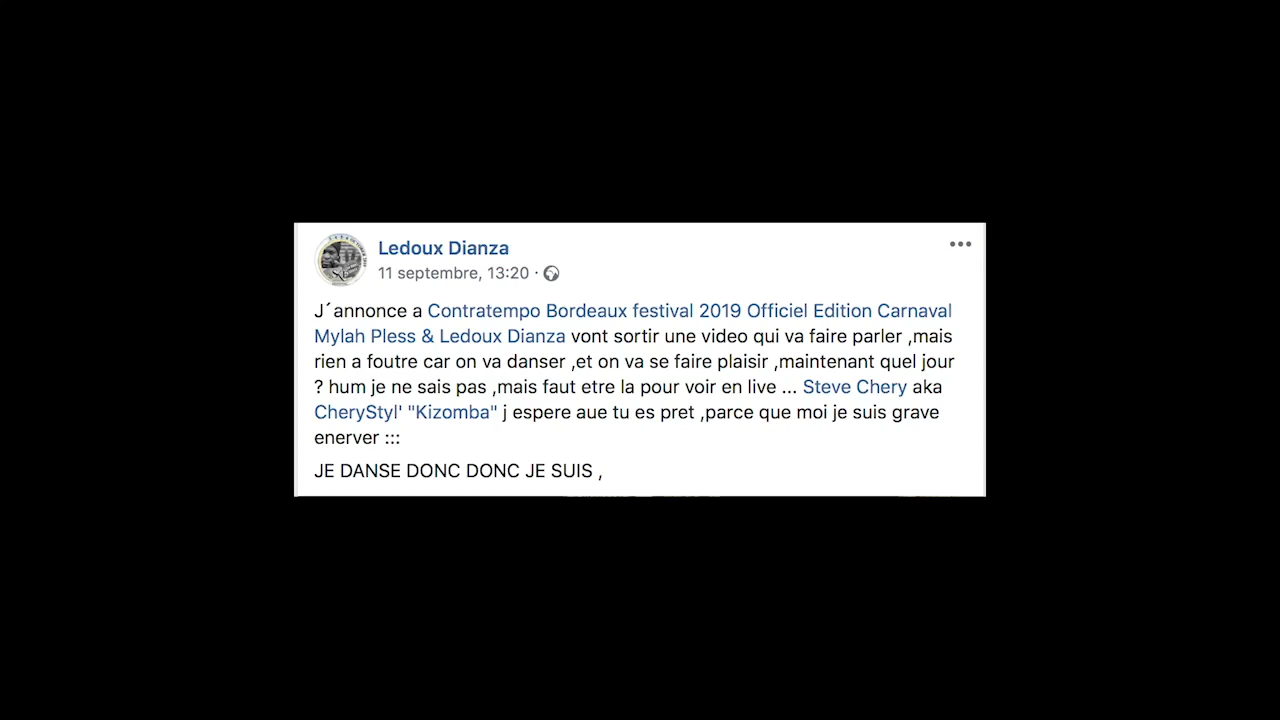 Ledoux Dianza
11 septembre, 13:20 ·
J´annonce a Contratempo Bordeaux festival 2019 Officiel Edition Carnaval
Mylah Pless & Ledoux Dianza vont sortir une video qui va faire parler ,mais
rien a foutre car on va danser ,et on va se faire plaisir ,maintenant quel jour
? hum je ne sais pas ,mais faut etre la pour voir en live ... Steve Chery aka
CheryStyl' "Kizomba" j espere aue tu es pret ,parce que moi je suis grave
enerver :::
JE DANSE DONC DONC JE SUIS ,